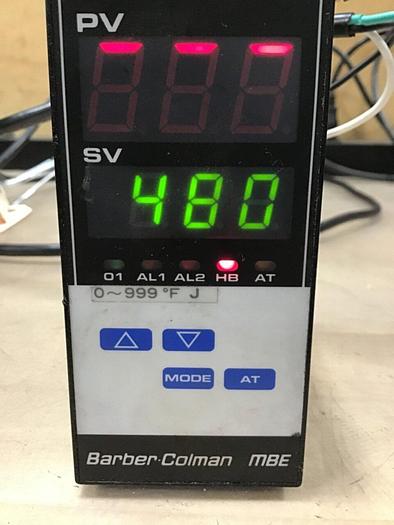 PV
SV
480
O1 AL1 AL2 HB AT
0~999 °F J
MODE AT
Barber-Colman MBE